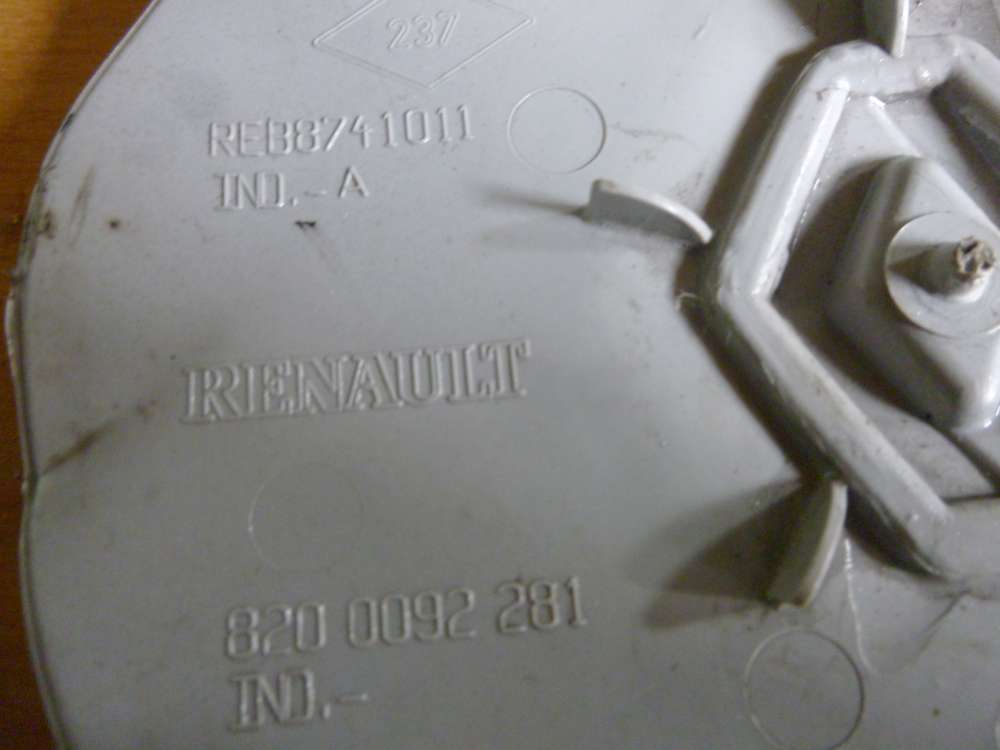 237
REB8741011
IND.-A
RENAULT
820 0092 281
IND.-